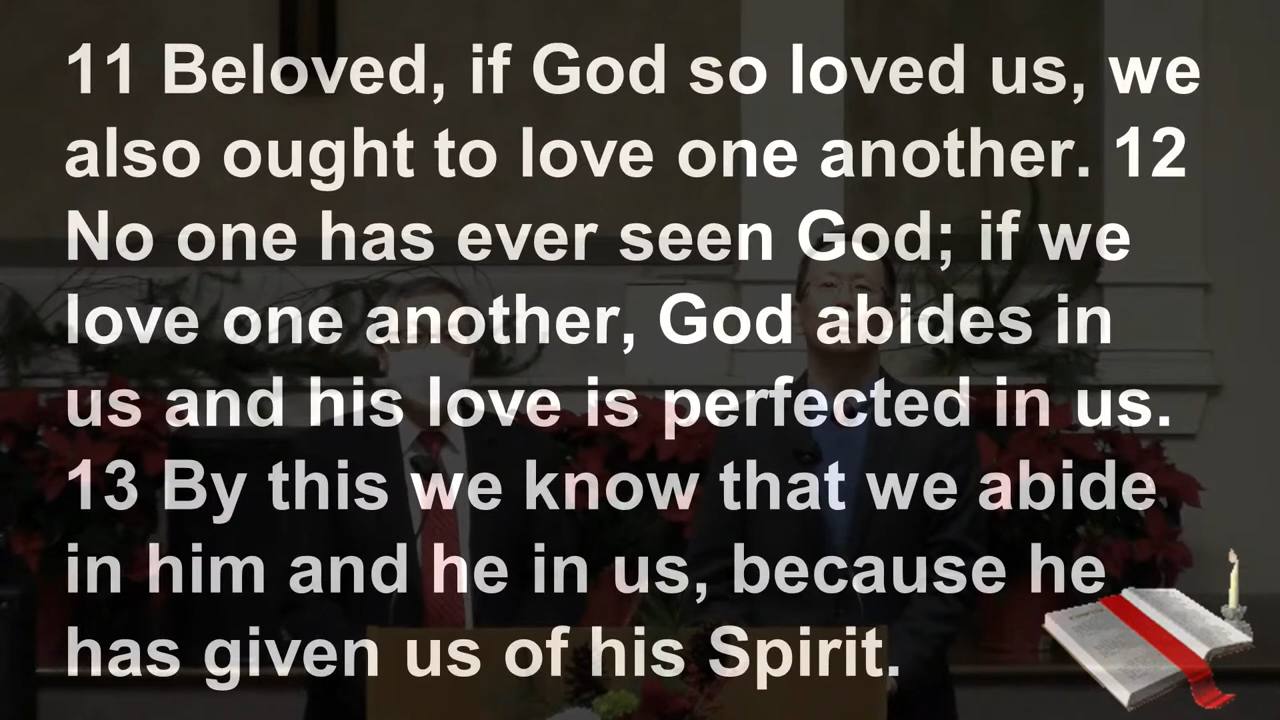 11 Beloved, if God so loved us, we
also ought to love one another. 12
No one has ever seen God; if we
love one another, God abides in
us and his love is perfected in us.
13 By this we know that we abide
in him and he in us, because he
has given us of his Spirit.